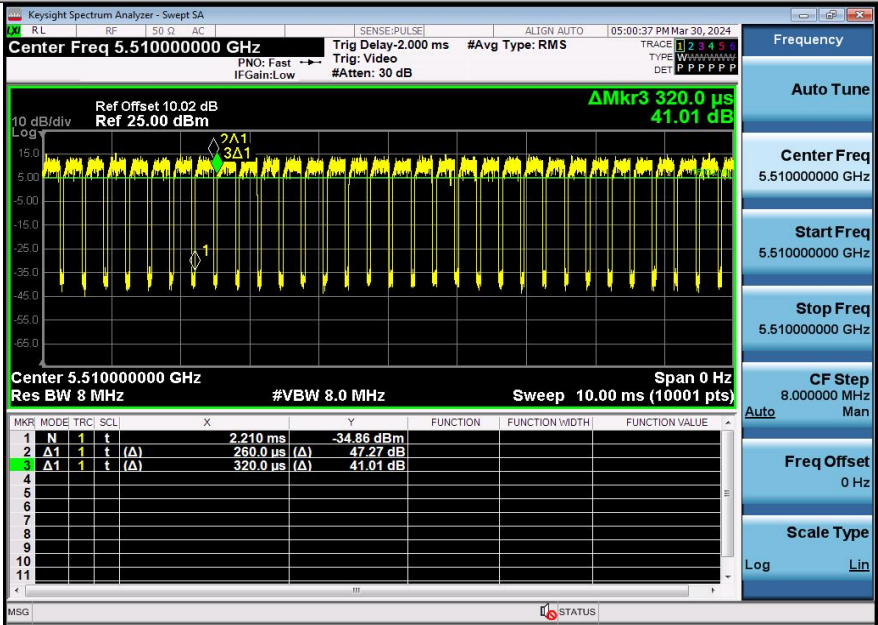 Keysight Spectrum Analyzer - Swept SA
LXI RL RF 50 Ω AC SENSE:PULSE ALIGN AUTO 05:00:37 PM Mar 30, 2024
Center Freq 5.510000000 GHz
PNO: Fast
IFGain:Low
Trig Delay-2.000 ms
Trig: Video
#Atten: 30 dB
#Avg Type: RMS
TRACE 1 2 3 4 5 6
TYPE WWWWWW
DET P P P P P P
Frequency
ΔMkr3 320.0 µs
41.01 dB
Ref Offset 10.02 dB
10 dB/div Ref 25.00 dBm
Log
15.0
5.00
-5.00
-15.0
-25.0
-35.0
-45.0
-55.0
-65.0
2Δ1
3Δ1
1
Center 5.510000000 GHz Span 0 Hz
Res BW 8 MHz #VBW 8.0 MHz Sweep 10.00 ms (10001 pts)
MKR MODE TRC SCL X Y FUNCTION FUNCTION WIDTH FUNCTION VALUE
1 N 1 t 2.210 ms -34.86 dBm
2 Δ1 1 t (Δ) 260.0 µs (Δ) 47.27 dB
3 Δ1 1 t (Δ) 320.0 µs (Δ) 41.01 dB
4
5
6
7
8
9
10
11
Auto Tune
Center Freq
5.510000000 GHz
Start Freq
5.510000000 GHz
Stop Freq
5.510000000 GHz
CF Step
8.000000 MHz
Auto Man
Freq Offset
0 Hz
Scale Type
Log Lin
MSG STATUS